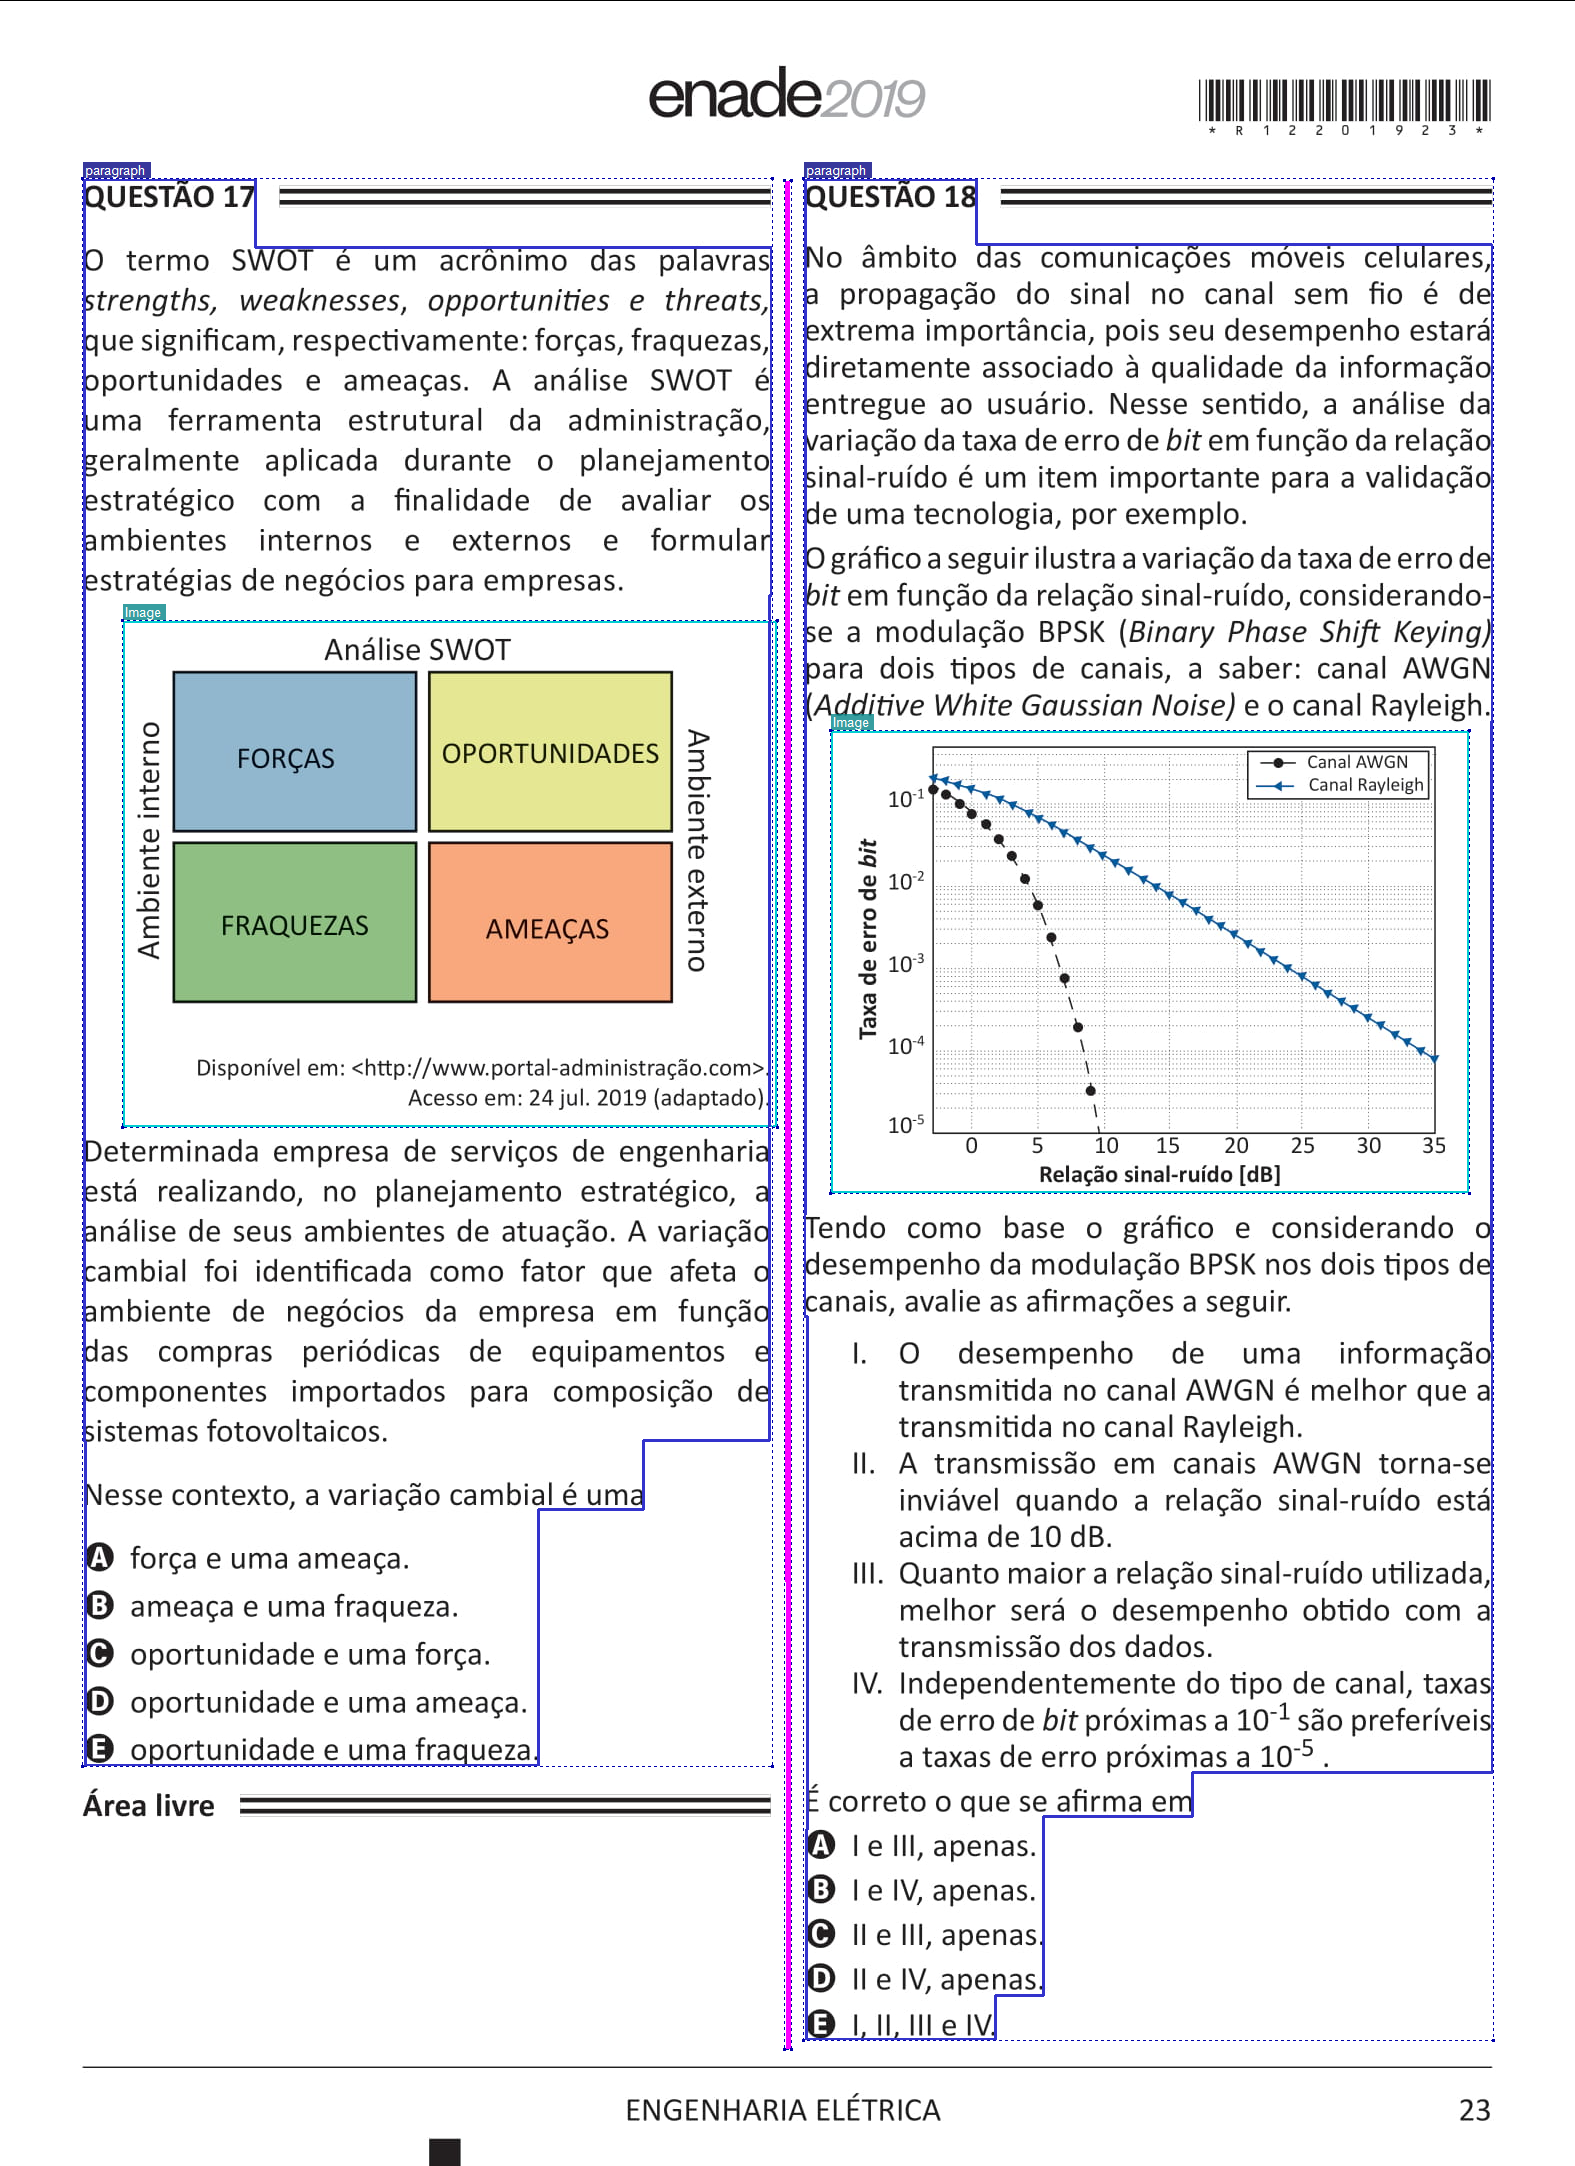 enade2019
*R12201923*
paragraph
QUESTÃO 17
O termo SWOT é um acrônimo das palavras
strengths, weaknesses, opportunities e threats,
que significam, respectivamente: forças, fraquezas,
oportunidades e ameaças. A análise SWOT é
uma ferramenta estrutural da administração,
geralmente aplicada durante o planejamento
estratégico com a finalidade de avaliar os
ambientes internos e externos e formular
estratégias de negócios para empresas.
Image
Análise SWOT
Ambiente interno
FORÇAS
OPORTUNIDADES
FRAQUEZAS
AMEAÇAS
Ambiente externo
Disponível em: <http://www.portal-administração.com>.
Acesso em: 24 jul. 2019 (adaptado).
Determinada empresa de serviços de engenharia
está realizando, no planejamento estratégico, a
análise de seus ambientes de atuação. A variação
cambial foi identificada como fator que afeta o
ambiente de negócios da empresa em função
das compras periódicas de equipamentos e
componentes importados para composição de
sistemas fotovoltaicos.
Nesse contexto, a variação cambial é uma
A força e uma ameaça.
B ameaça e uma fraqueza.
C oportunidade e uma força.
D oportunidade e uma ameaça.
E oportunidade e uma fraqueza.
Área livre
paragraph
QUESTÃO 18
No âmbito das comunicações móveis celulares,
a propagação do sinal no canal sem fio é de
extrema importância, pois seu desempenho estará
diretamente associado à qualidade da informação
entregue ao usuário. Nesse sentido, a análise da
variação da taxa de erro de bit em função da relação
sinal-ruído é um item importante para a validação
de uma tecnologia, por exemplo.
O gráfico a seguir ilustra a variação da taxa de erro de
bit em função da relação sinal-ruído, considerando-
se a modulação BPSK (Binary Phase Shift Keying)
para dois tipos de canais, a saber: canal AWGN
(Additive White Gaussian Noise) e o canal Rayleigh.
Image
Canal AWGN
Canal Rayleigh
Taxa de erro de bit
10-1
10-2
10-3
10-4
10-5
0 5 10 15 20 25 30 35
Relação sinal-ruído [dB]
Tendo como base o gráfico e considerando o
desempenho da modulação BPSK nos dois tipos de
canais, avalie as afirmações a seguir.
I. O desempenho de uma informação
transmitida no canal AWGN é melhor que a
transmitida no canal Rayleigh.
II. A transmissão em canais AWGN torna-se
inviável quando a relação sinal-ruído está
acima de 10 dB.
III. Quanto maior a relação sinal-ruído utilizada,
melhor será o desempenho obtido com a
transmissão dos dados.
IV. Independentemente do tipo de canal, taxas
de erro de bit próximas a 10-1 são preferíveis
a taxas de erro próximas a 10-5 .
É correto o que se afirma em
A I e III, apenas.
B I e IV, apenas.
C II e III, apenas.
D II e IV, apenas.
E I, II, III e IV.
ENGENHARIA ELÉTRICA
23